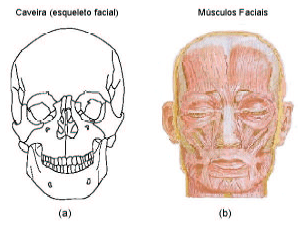 Caveira (esqueleto facial)
Músculos Faciais
(a)
(b)